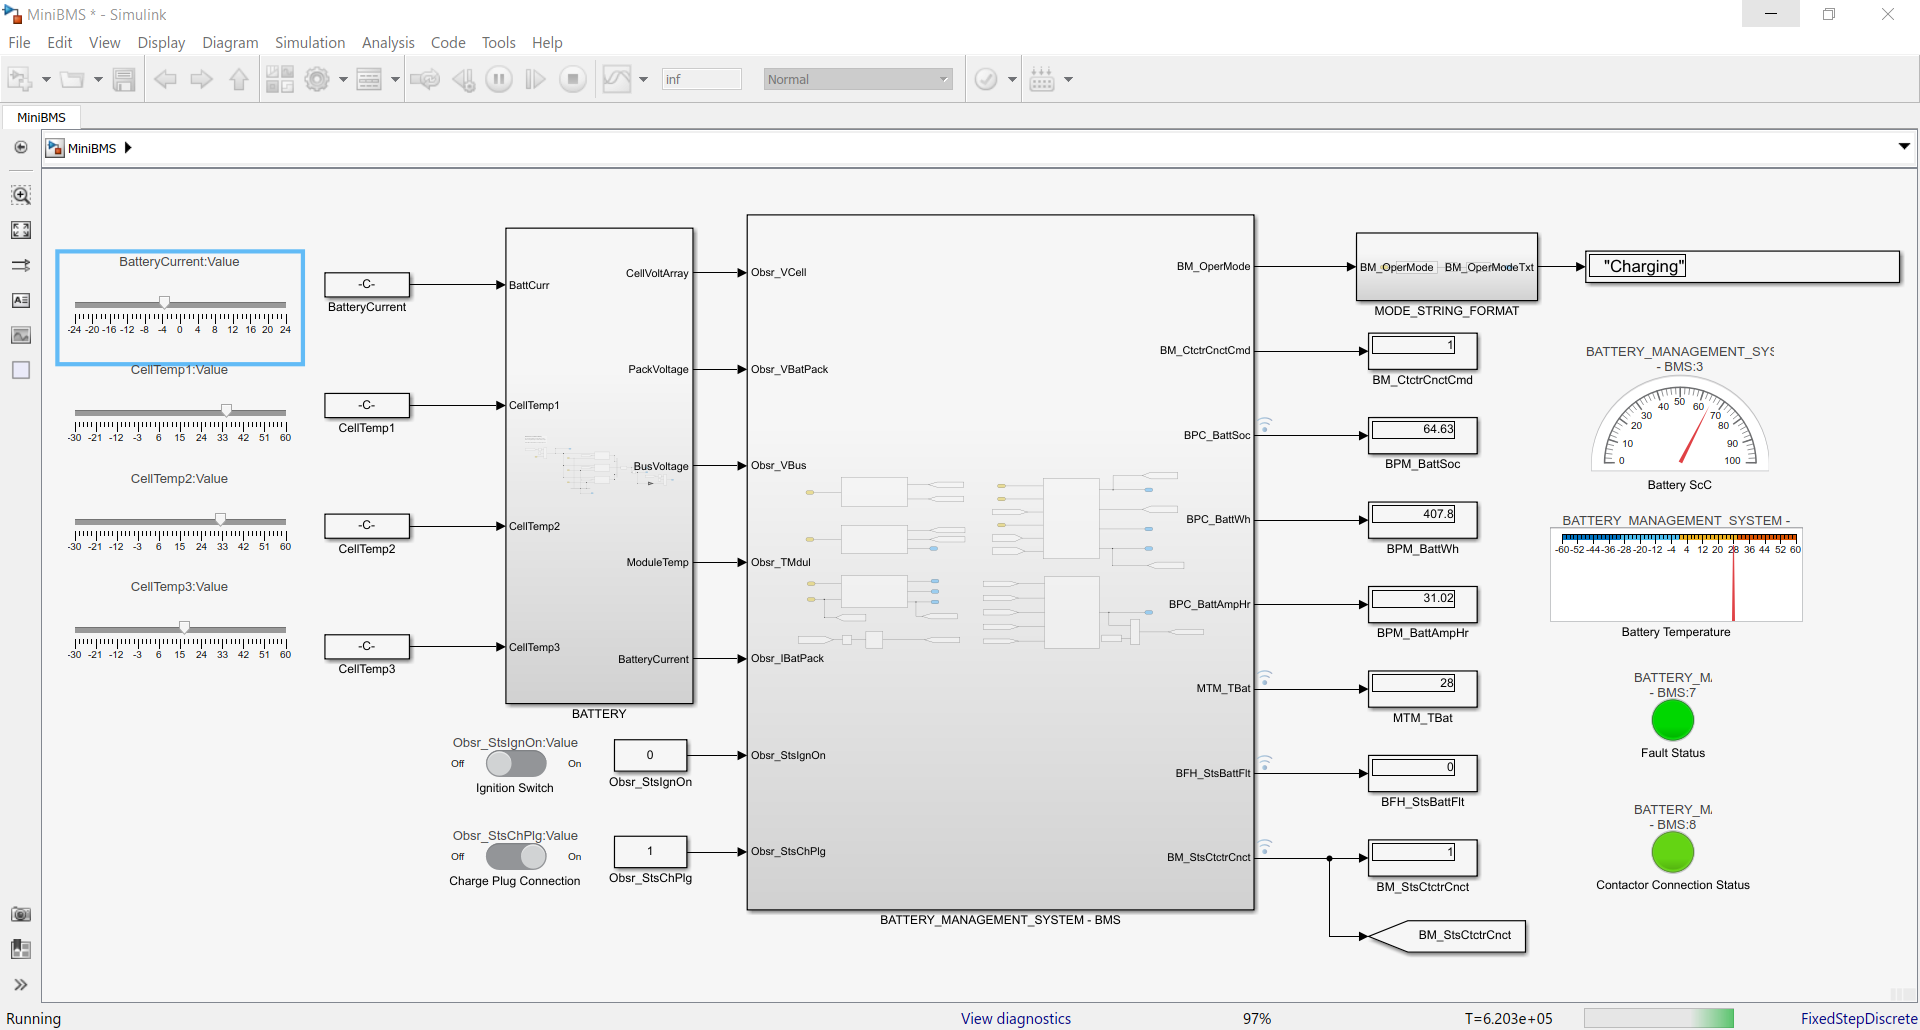 MiniBMS * - Simulink
File Edit View Display Diagram Simulation Analysis Code Tools Help
inf
Normal
MiniBMS
MiniBMS
BatteryCurrent:Value
-24 -20 -16 -12 -8 -4 0 4 8 12 16 20 24
CellTemp1:Value
-30 -21 -12 -3 6 15 24 33 42 51 60
CellTemp2:Value
-30 -21 -12 -3 6 15 24 33 42 51 60
CellTemp3:Value
-30 -21 -12 -3 6 15 24 33 42 51 60
-C-
BatteryCurrent
-C-
CellTemp1
-C-
CellTemp2
-C-
CellTemp3
BattCurr
CellTemp1
CellTemp2
CellTemp3
CellVoltArray
PackVoltage
BusVoltage
ModuleTemp
BatteryCurrent
BATTERY
Obsr_StsIgnOn:Value
Off On
Ignition Switch
0
Obsr_StsIgnOn
Obsr_StsChPlg:Value
Off On
Charge Plug Connection
1
Obsr_StsChPlg
Obsr_VCell
Obsr_VBatPack
Obsr_VBus
Obsr_TMdul
Obsr_IBatPack
Obsr_StsIgnOn
Obsr_StsChPlg
BM_OperMode
BM_CtctrCnctCmd
BPC_BattSoc
BPC_BattWh
BPC_BattAmpHr
MTM_TBat
BFH_StsBattFlt
BM_StsCtctrCnct
BATTERY_MANAGEMENT_SYSTEM - BMS
BM_OperMode BM_OperModeTxt
MODE_STRING_FORMAT
"Charging"
1
BM_CtctrCnctCmd
64.63
BPM_BattSoc
407.8
BPM_BattWh
31.02
BPM_BattAmpHr
28
MTM_TBat
0
BFH_StsBattFlt
1
BM_StsCtctrCnct
BM_StsCtctrCnct
BATTERY_MANAGEMENT_SYS
- BMS:3
0 10 20 30 40 50 60 70 80 90 100
Battery ScC
BATTERY MANAGEMENT SYSTEM -
-60 -52 -44 -36 -28 -20 -12 -4 4 12 20 28 36 44 52 60
Battery Temperature
BATTERY_MA
- BMS:7
Fault Status
BATTERY_MA
- BMS:8
Contactor Connection Status
Running View diagnostics 97% T=6.203e+05 FixedStepDiscrete